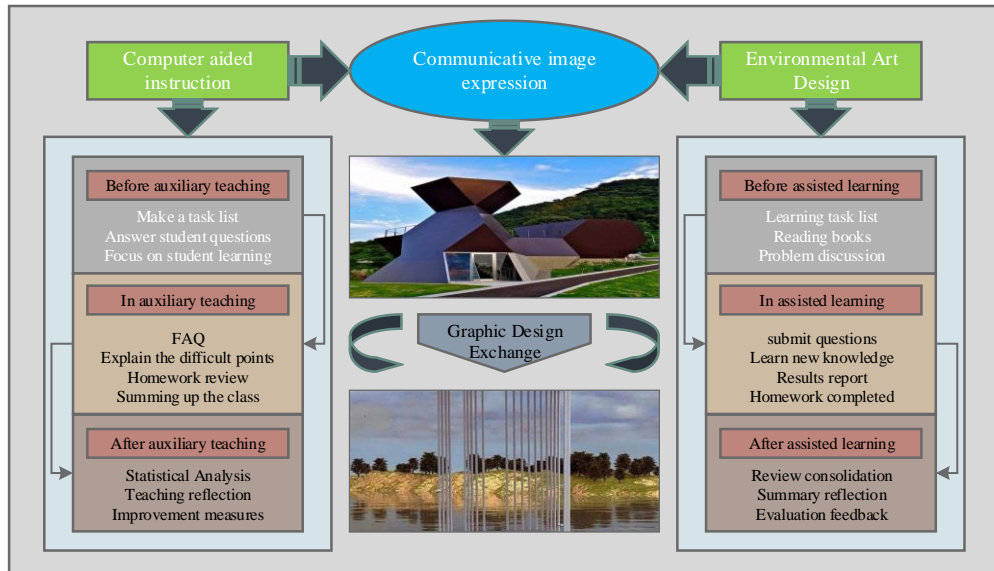 Computer aided
instruction
Communicative image
expression
Environmental Art
Design
Before auxiliary teaching
Make a task list
Answer student questions
Focus on student learning
In auxiliary teaching
FAQ
Explain the difficult points
Homework review
Summing up the class
After auxiliary teaching
Statistical Analysis
Teaching reflection
Improvement measures
Graphic Design
Exchange
Before assisted learning
Learning task list
Reading books
Problem discussion
In assisted learning
submit questions
Learn new knowledge
Results report
Homework completed
After assisted learning
Review consolidation
Summary reflection
Evaluation feedback